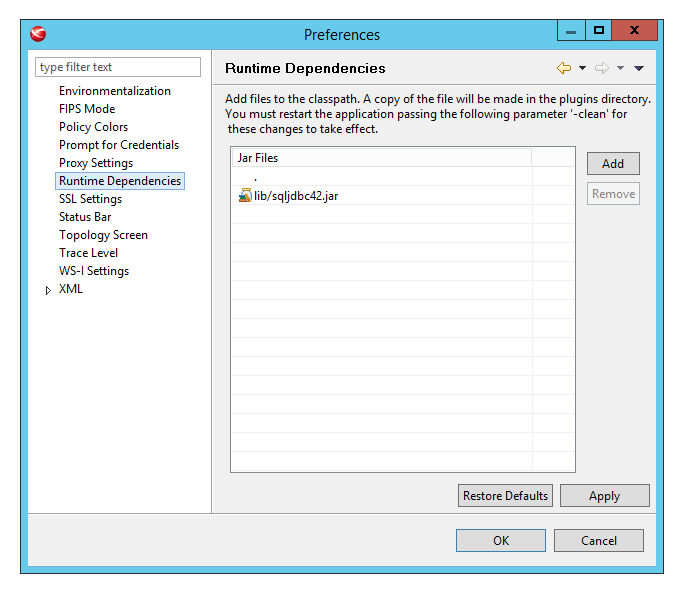 Preferences
type filter text
Environmentalization
FIPS Mode
Policy Colors
Prompt for Credentials
Proxy Settings
Runtime Dependencies
SSL Settings
Status Bar
Topology Screen
Trace Level
WS-I Settings
XML
Runtime Dependencies
Add files to the classpath. A copy of the file will be made in the plugins directory.
You must restart the application passing the following parameter '-clean' for
these changes to take effect.
Jar Files
.
lib/sqljdbc42.jar
Add
Remove
Restore Defaults
Apply
OK
Cancel